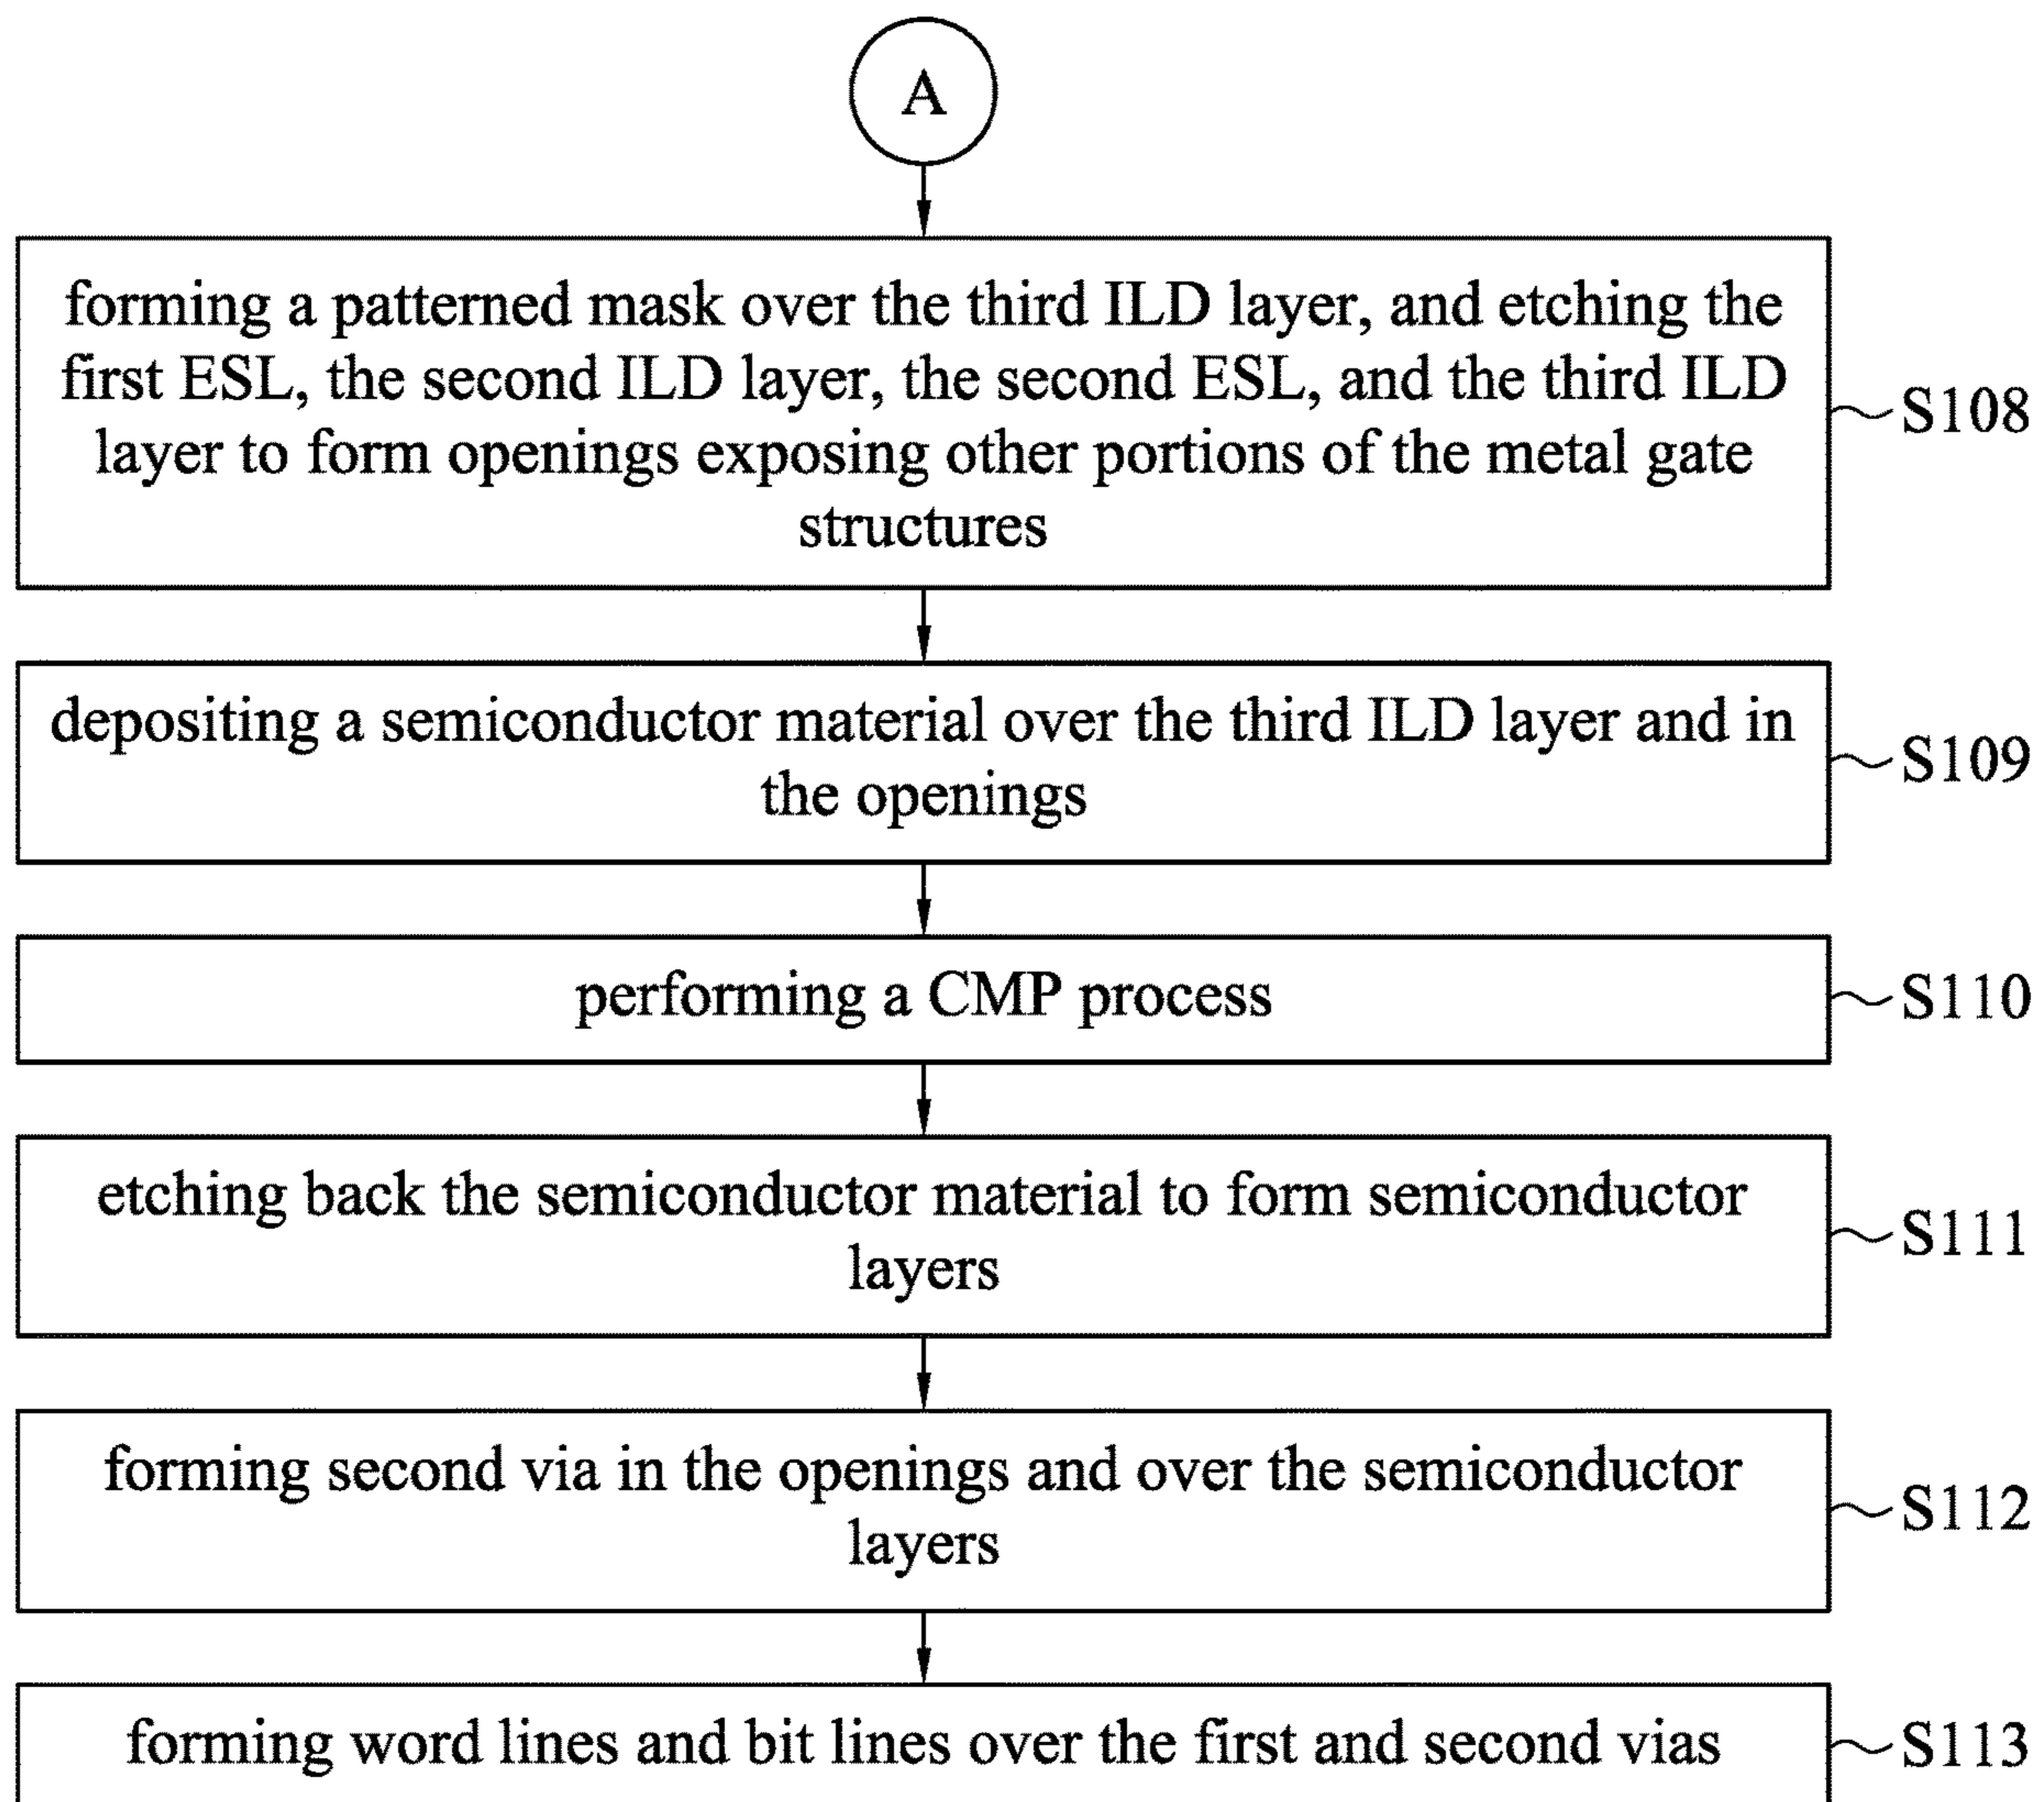 A
forming a patterned mask over the third ILD layer, and etching the
first ESL, the second ILD layer, the second ESL, and the third ILD
layer to form openings exposing other portions of the metal gate
structures
S108
depositing a semiconductor material over the third ILD layer and in
the openings
S109
performing a CMP process
S110
etching back the semiconductor material to form semiconductor
layers
S111
forming second via in the openings and over the semiconductor
layers
S112
forming word lines and bit lines over the first and second vias
S113